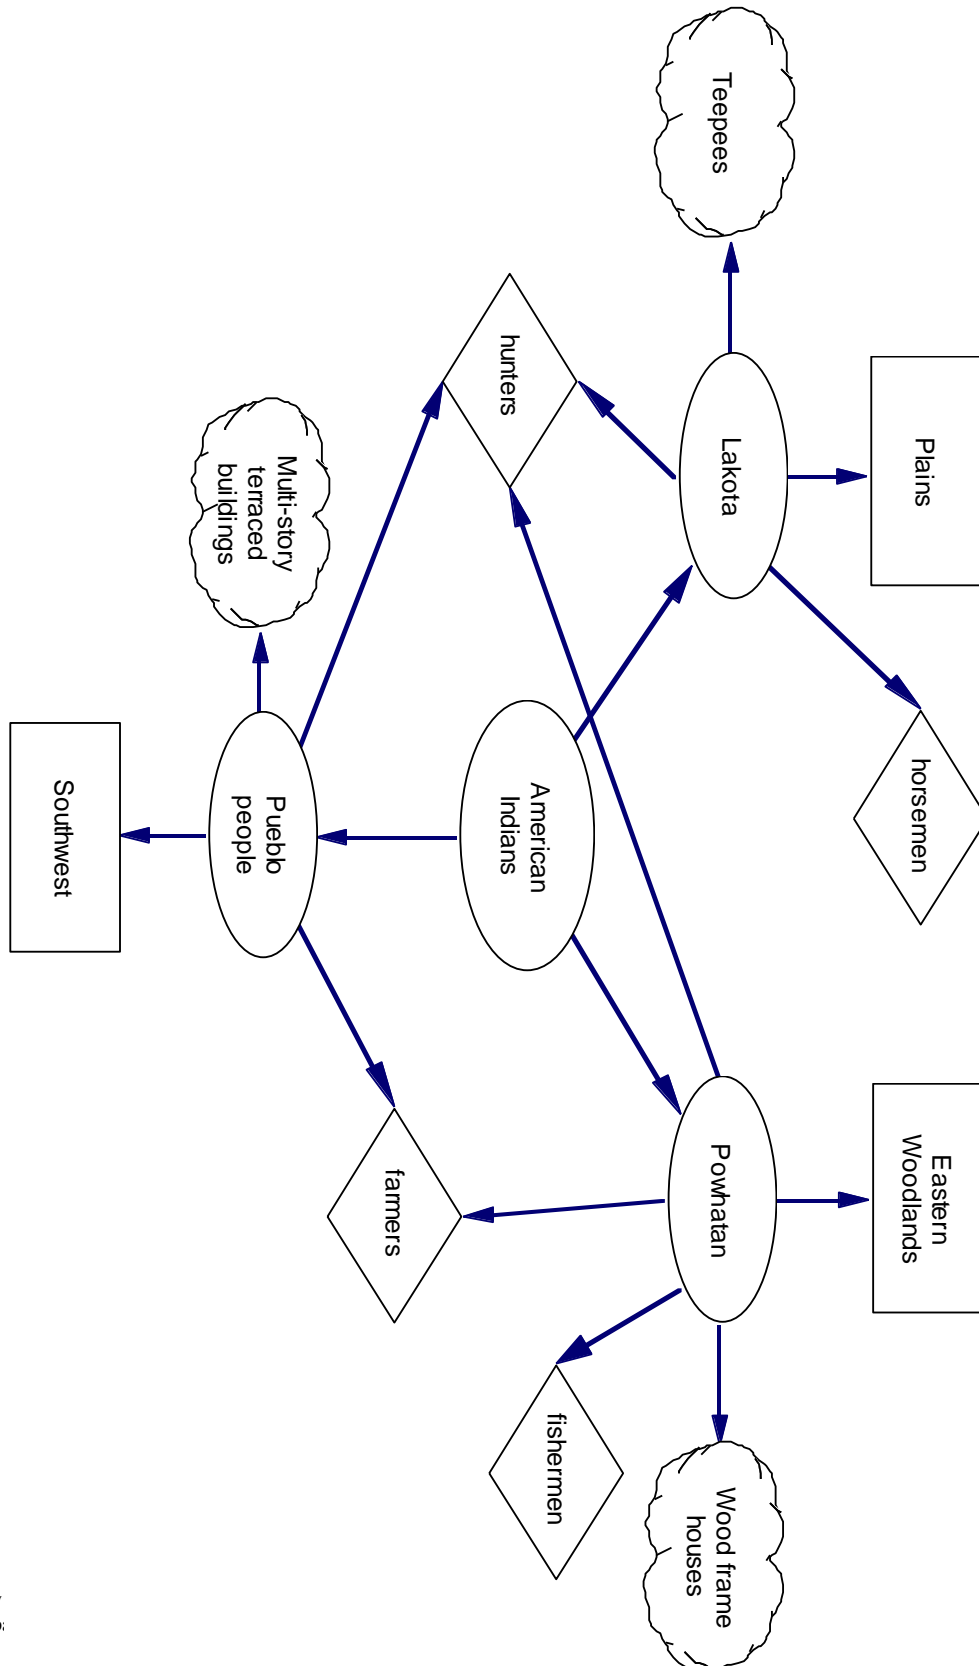 Plains
Eastern
Woodlands
horsemen
Teepees
Lakota
Powhatan
Wood frame
houses
hunters
American
Indians
fishermen
farmers
Multi-story
terraced
buildings
Pueblo
people
Southwest